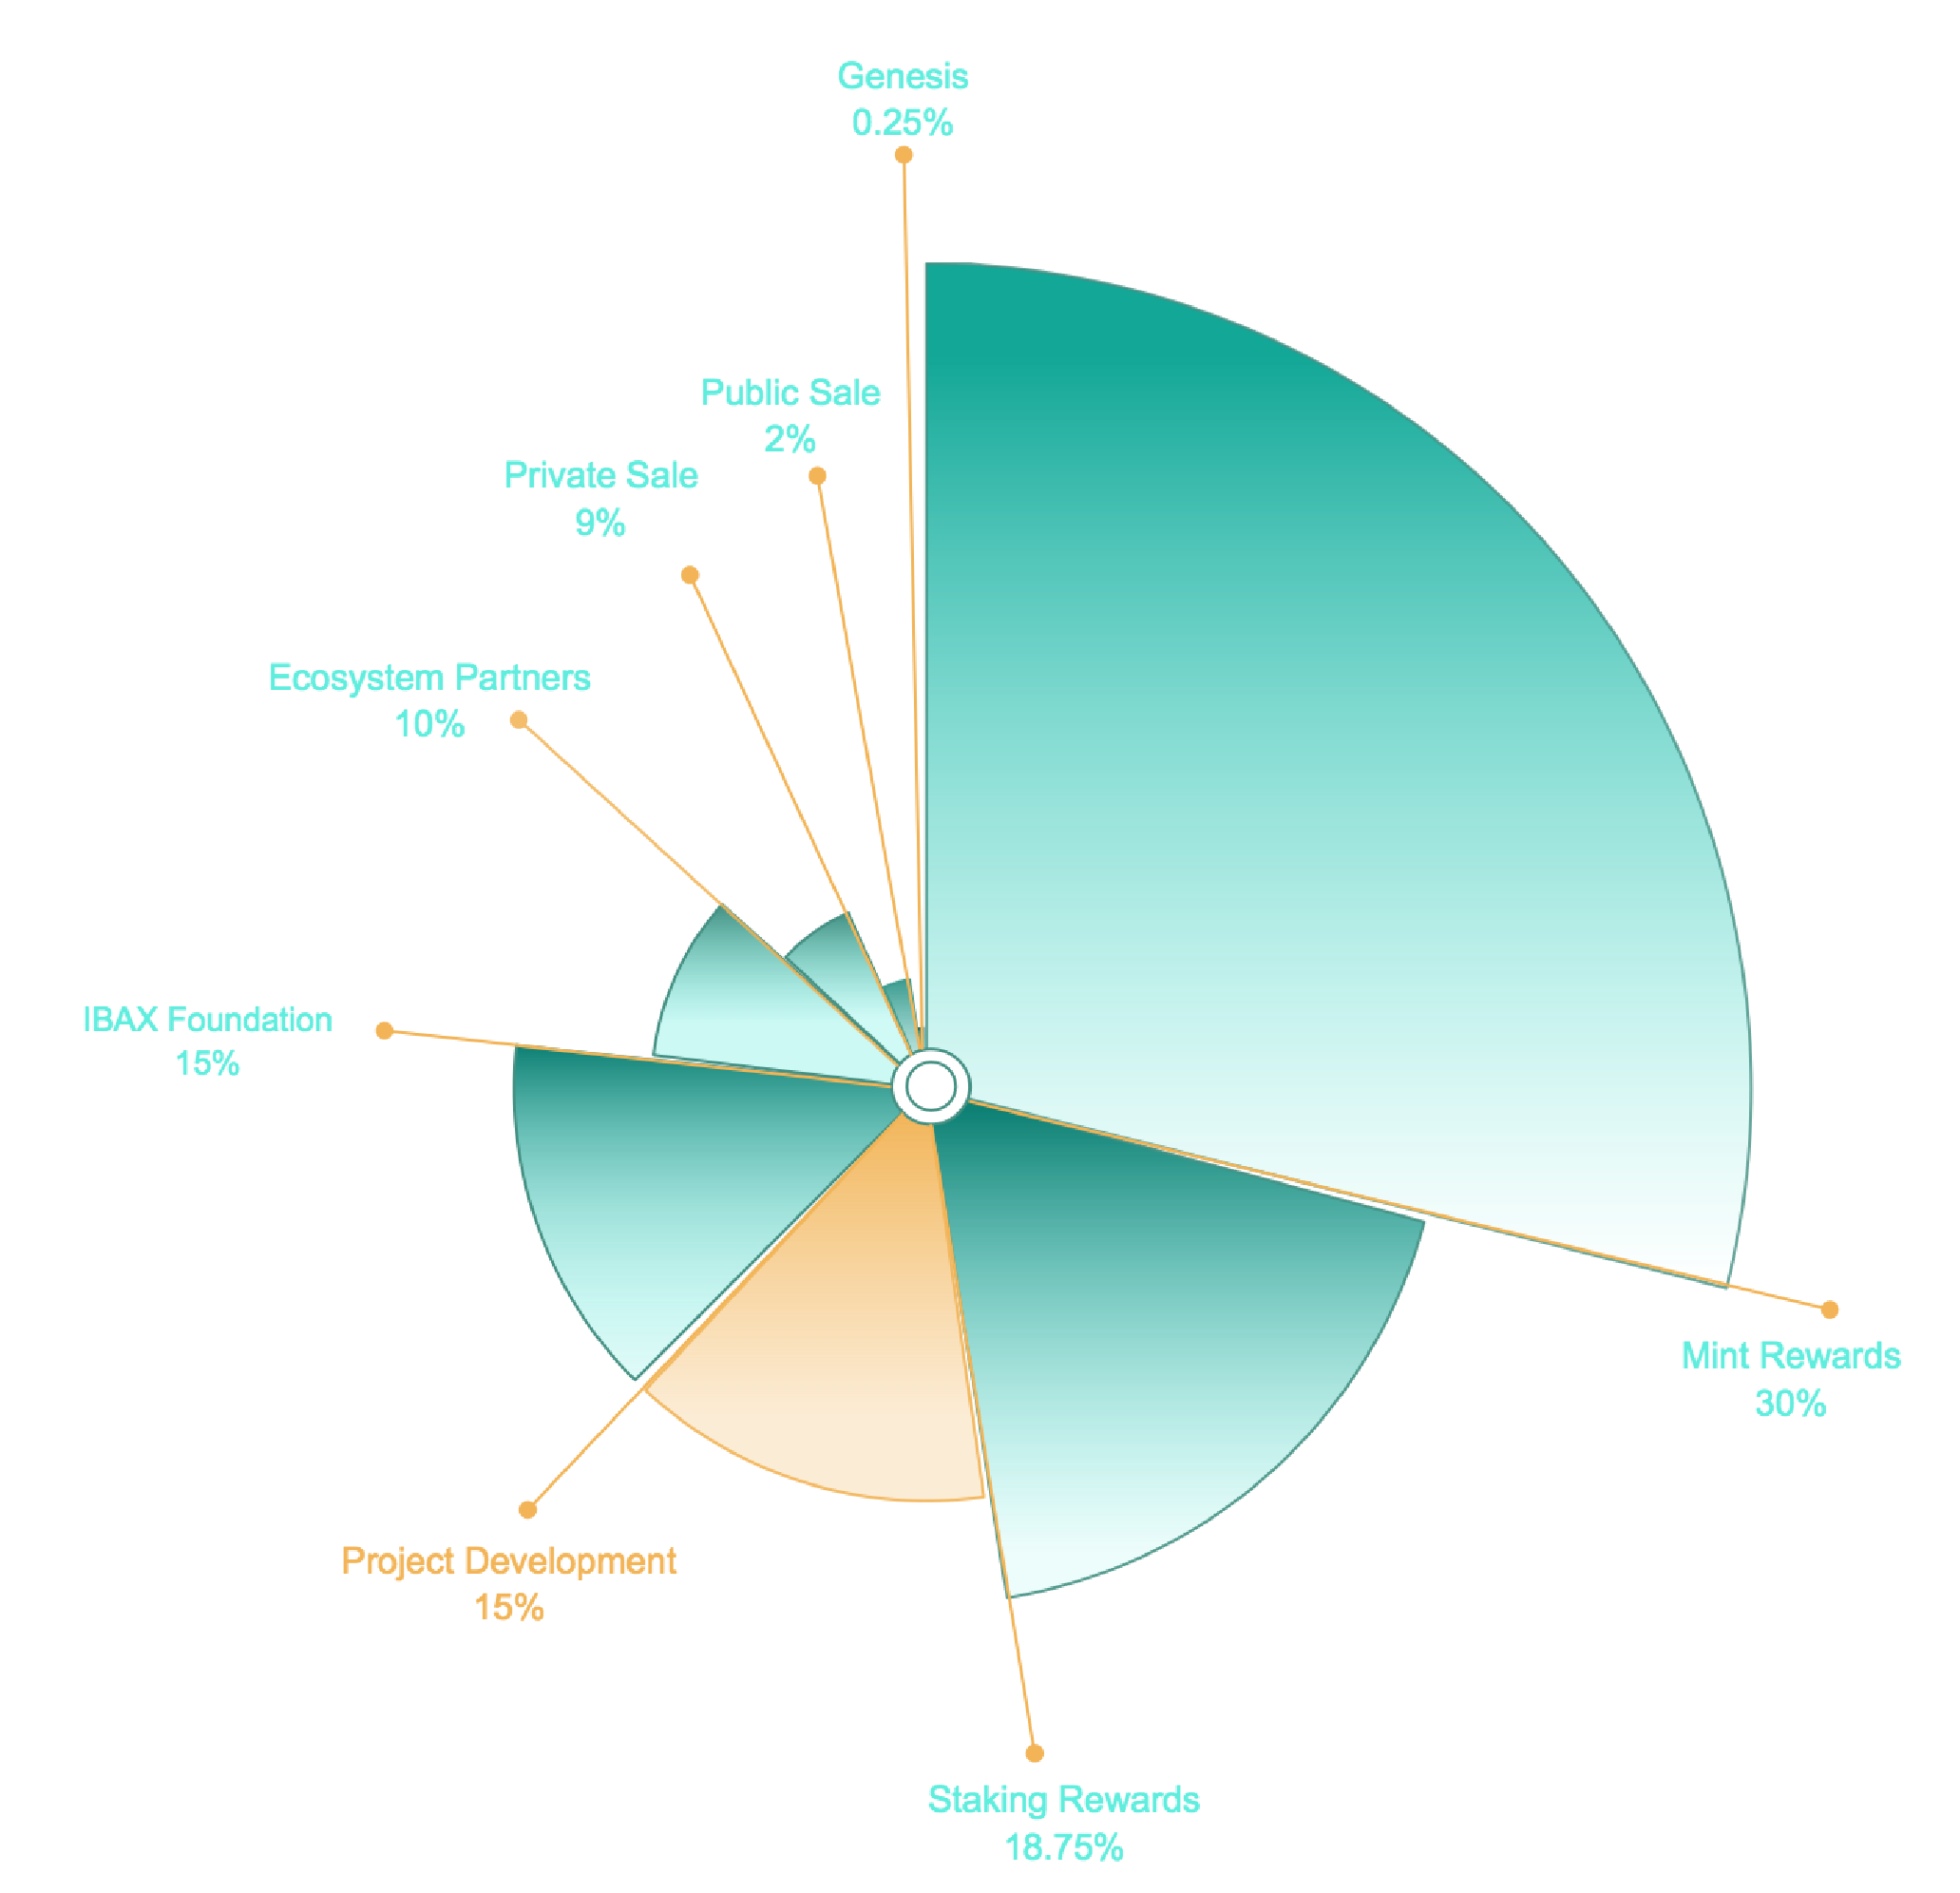 Genesis
0.25%
Public Sale
2%
Private Sale
9%
Ecosystem Partners
10%
IBAX Foundation
15%
Mint Rewards
30%
Project Development
15%
Staking Rewards
18.75%